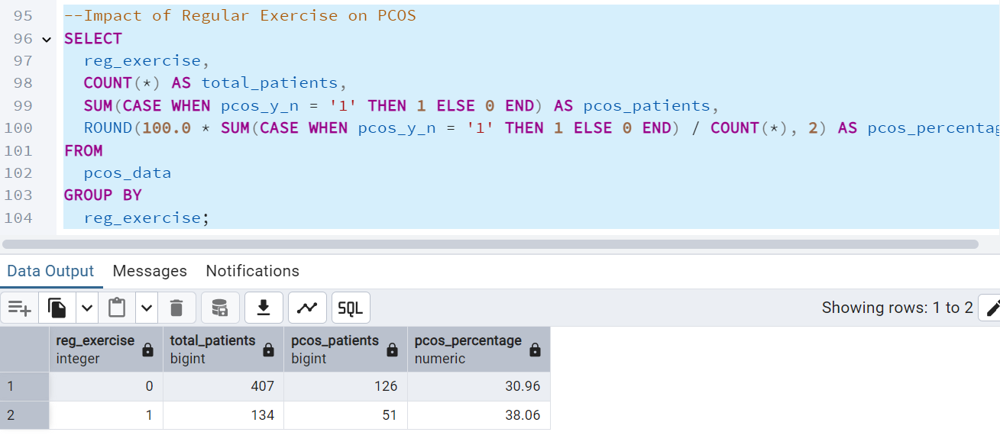 95 --Impact of Regular Exercise on PCOS
96 SELECT
97 reg_exercise,
98 COUNT(*) AS total_patients,
99 SUM(CASE WHEN pcos_y_n = '1' THEN 1 ELSE 0 END) AS pcos_patients,
100 ROUND(100.0 * SUM(CASE WHEN pcos_y_n = '1' THEN 1 ELSE 0 END) / COUNT(*), 2) AS pcos_percentag
101 FROM
102 pcos_data
103 GROUP BY
104 reg_exercise;
Data Output Messages Notifications
SQL Showing rows: 1 to 2
reg_exercise total_patients pcos_patients pcos_percentage
integer bigint bigint numeric
1 0 407 126 30.96
2 1 134 51 38.06